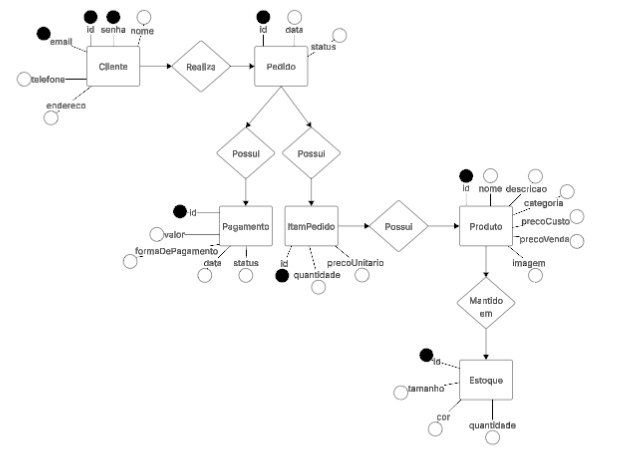 id senha nome
email
Cliente
telefone
endereco
Realiza
id data
status
Pedido
Possui
Possui
id
valor
formaDePagamento
data status
Pagamento
ItemPedido
id
quantidade
precoUnitario
Possui
id nome descricao
categoria
precoCusto
precoVenda
imagem
Produto
Mantido
em
id
tamanho
cor
quantidade
Estoque